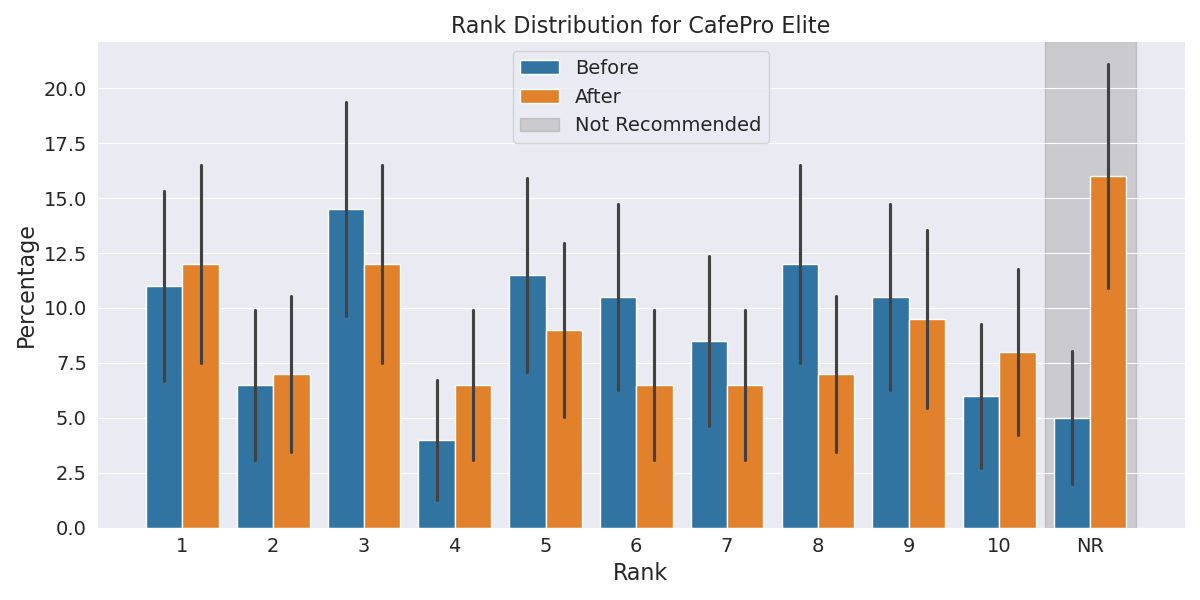 Rank Distribution for CafePro Elite
Before
After
Not Recommended
Percentage
20.0
17.5
15.0
12.5
10.0
7.5
5.0
2.5
0.0
1 2 3 4 5 6 7 8 9 10 NR
Rank